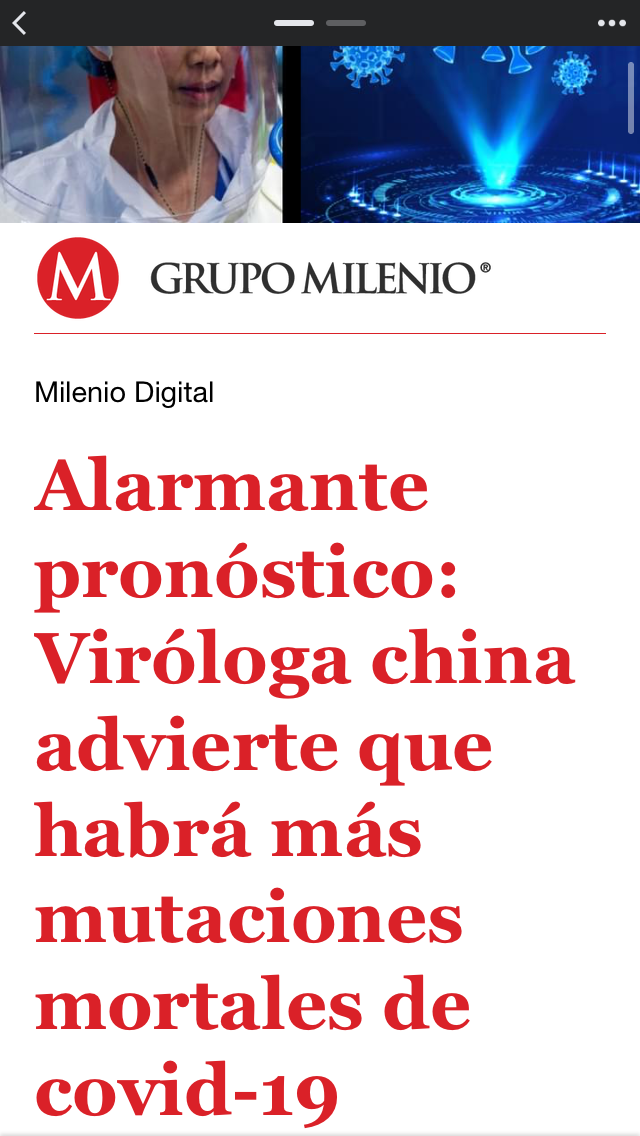 M GRUPO MILENIO®
Milenio Digital
Alarmante
pronóstico:
Viróloga china
advierte que
habrá más
mutaciones
mortales de
covid-19